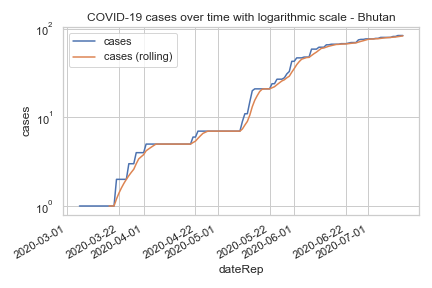 COVID-19 cases over time with logarithmic scale - Bhutan
cases
cases (rolling)
10²
10¹
10⁰
cases
2020-03-01
2020-03-22
2020-04-01
2020-04-22
2020-05-01
2020-05-22
2020-06-01
2020-06-22
2020-07-01
dateRep